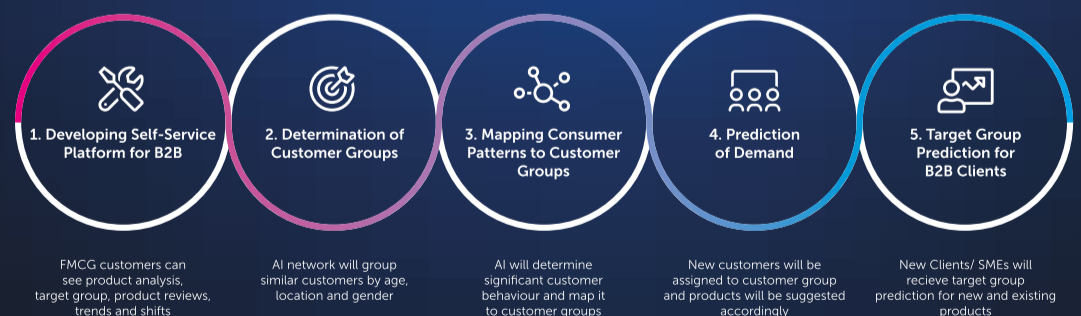 1. Developing Self-Service
Platform for B2B
2. Determination of
Customer Groups
3. Mapping Consumer
Patterns to Customer
Groups
4. Prediction
of Demand
5. Target Group
Prediction for
B2B Clients
FMCG customers can
see product analysis,
target group, product reviews,
trends and shifts
AI network will group
similar customers by age,
location and gender
AI will determine
significant customer
behaviour and map it
to customer groups
New customers will be
assigned to customer group
and products will be suggested
accordingly
New Clients/ SMEs will
recieve target group
prediction for new and existing
products